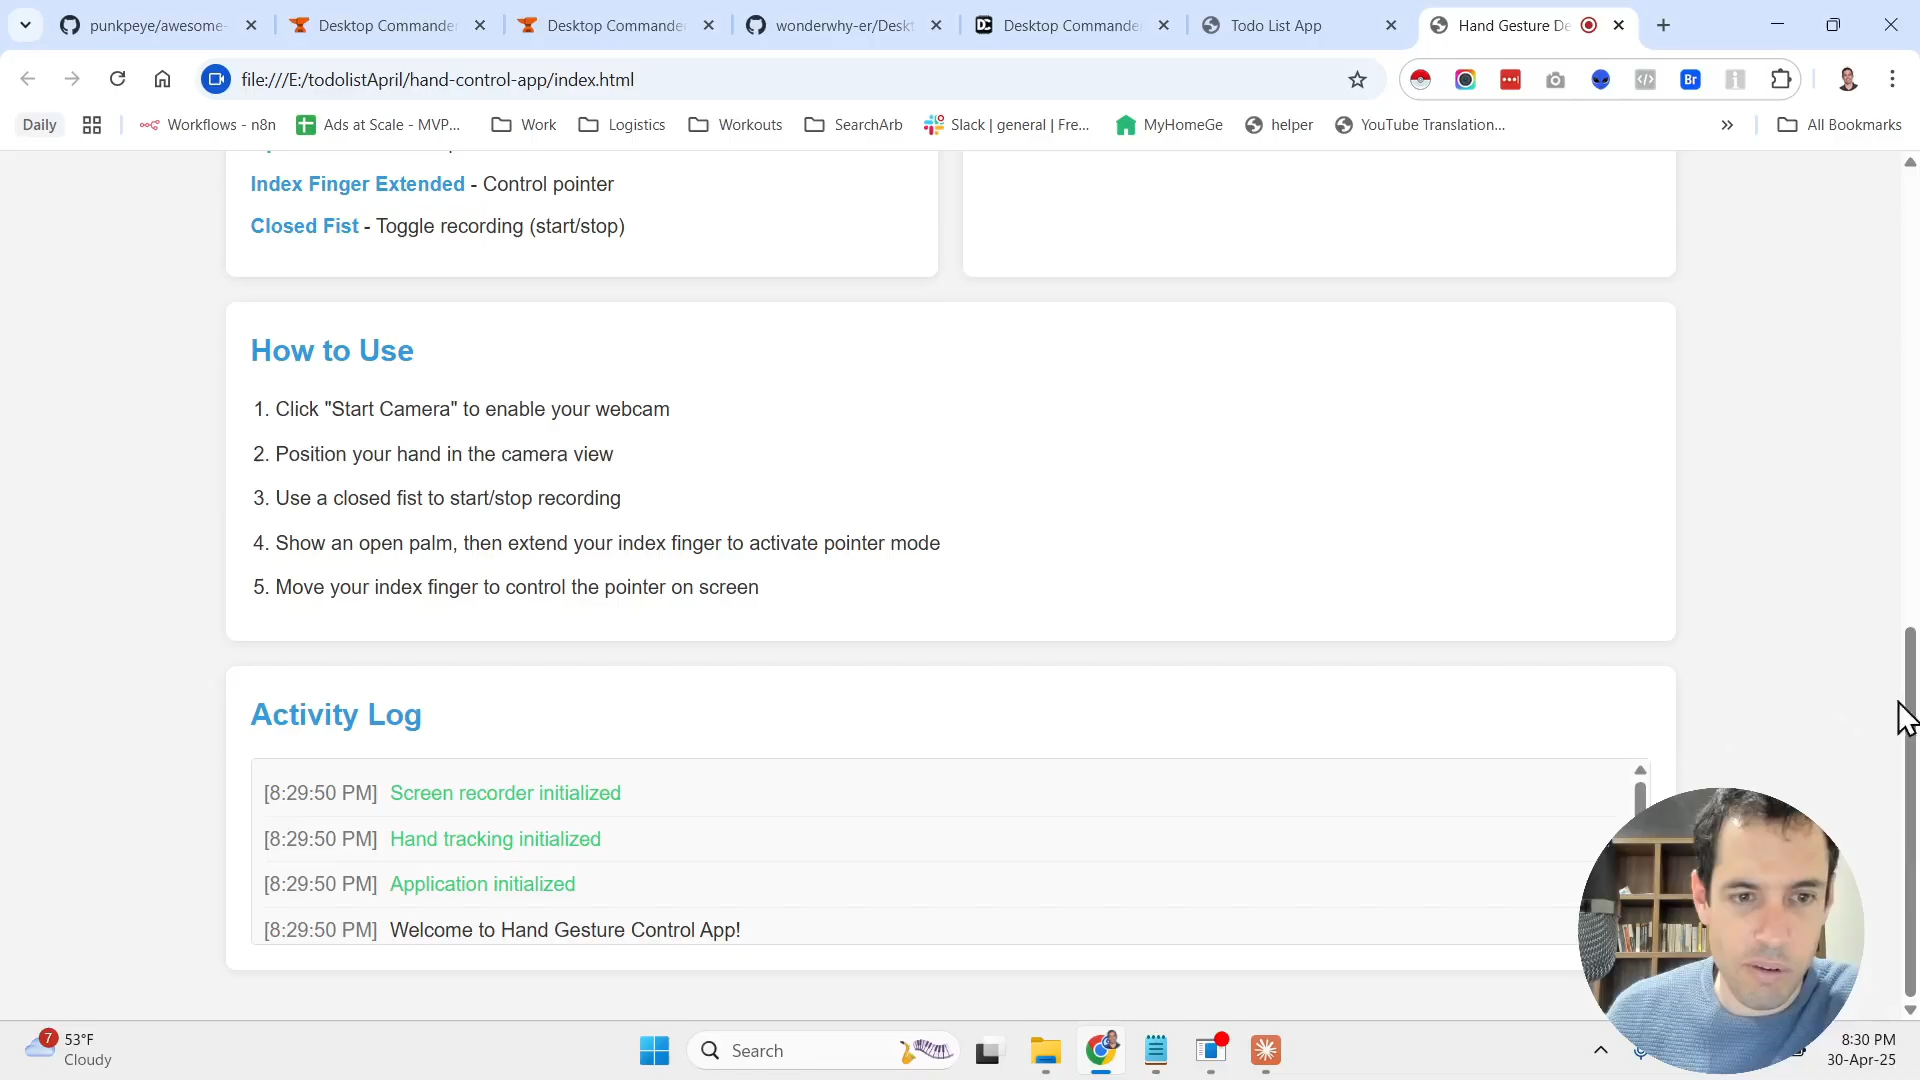 punkpeye/awesome-
Desktop Commander
Desktop Commander
wonderwhy-er/Deskt
DC Desktop Commander
Todo List App
Hand Gesture De
file:///E:/todolistApril/hand-control-app/index.html
Br
Daily
Workflows - n8n
Ads at Scale - MVP...
Work
Logistics
Workouts
SearchArb
Slack | general | Fre...
MyHomeGe
helper
YouTube Translation...
All Bookmarks
Index Finger Extended - Control pointer
Closed Fist - Toggle recording (start/stop)
How to Use
1. Click "Start Camera" to enable your webcam
2. Position your hand in the camera view
3. Use a closed fist to start/stop recording
4. Show an open palm, then extend your index finger to activate pointer mode
5. Move your index finger to control the pointer on screen
Activity Log
[8:29:50 PM] Screen recorder initialized
[8:29:50 PM] Hand tracking initialized
[8:29:50 PM] Application initialized
[8:29:50 PM] Welcome to Hand Gesture Control App!
7
53°F
Cloudy
Search
8:30 PM
30-Apr-25